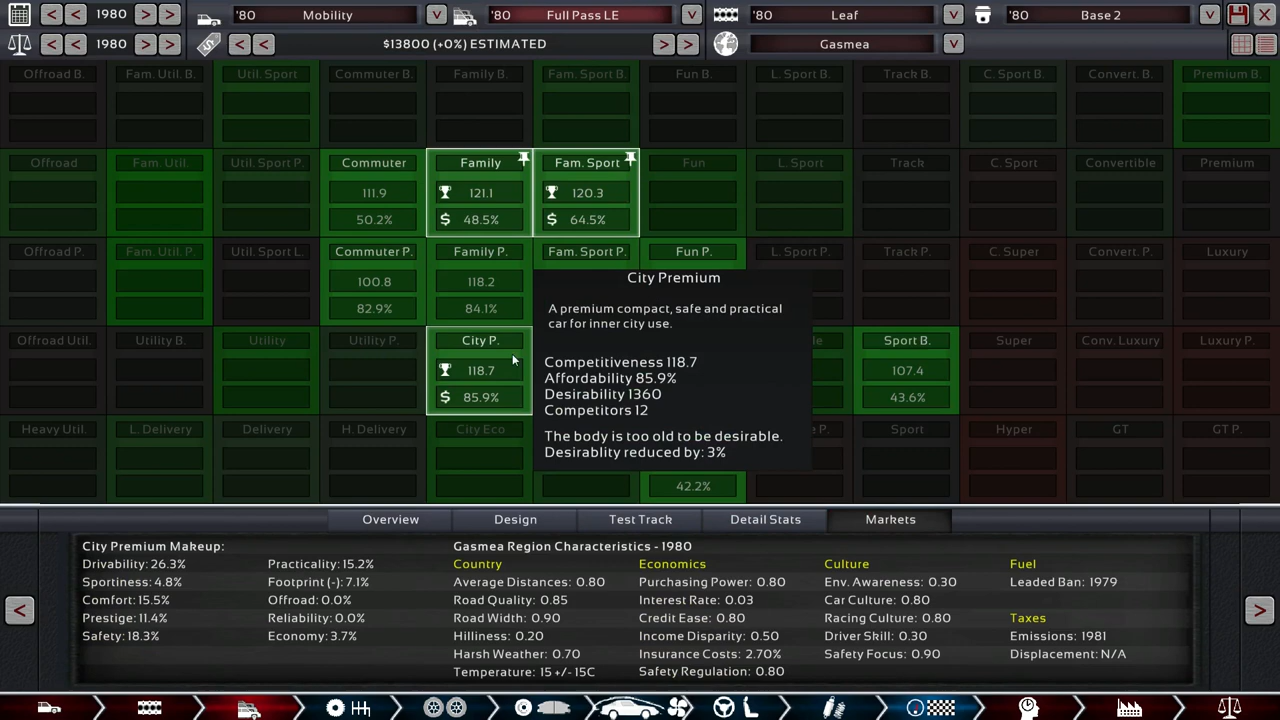 1980 '80 Mobility '80 Full Pass LE '80 Leaf '80 Base 2
1980 $13800 (+0%) ESTIMATED Gasmea
Offroad B. Fam. Util. B. Util. Sport Commuter B. Family B. Fam. Sport B. Fun B. L. Sport B. Track B. C. Sport B. Convert. B. Premium B.
Offroad Fam. Util. Util. Sport P. Commuter Family Fam. Sport Fun L. Sport Track C. Sport Convertible Premium
111.9 121.1 120.3
50.2% $ 48.5% $ 64.5%
Offroad P. Fam. Util. P. Util. Sport L. Commuter P. Family P. Fam. Sport P. Fun P. L. Sport P. Track P. C. Super Convert. P. Luxury
100.8 118.2
82.9% 84.1%
Offroad Util. Utility B. Utility Utility P. City P. Sport B. Super Conv. Luxury Luxury P.
118.7 107.4
$ 85.9% 43.6%
Heavy Util. L. Delivery Delivery H. Delivery City Eco Sport Hyper GT GT P.
42.2%
City Premium
A premium compact, safe and practical
car for inner city use.
Competitiveness 118.7
Affordability 85.9%
Desirability 1360
Competitors 12
The body is too old to be desirable.
Desirablity reduced by: 3%
Overview Design Test Track Detail Stats Markets
City Premium Makeup: Gasmea Region Characteristics - 1980
Drivability: 26.3% Practicality: 15.2% Country Economics Culture Fuel
Sportiness: 4.8% Footprint (-): 7.1% Average Distances: 0.80 Purchasing Power: 0.80 Env. Awareness: 0.30 Leaded Ban: 1979
Comfort: 15.5% Offroad: 0.0% Road Quality: 0.85 Interest Rate: 0.03 Car Culture: 0.80
Prestige: 11.4% Reliability: 0.0% Road Width: 0.90 Credit Ease: 0.80 Racing Culture: 0.80 Taxes
Safety: 18.3% Economy: 3.7% Hilliness: 0.20 Income Disparity: 0.50 Driver Skill: 0.30 Emissions: 1981
Harsh Weather: 0.70 Insurance Costs: 2.70% Safety Focus: 0.90 Displacement: N/A
Temperature: 15 +/- 15C Safety Regulation: 0.80